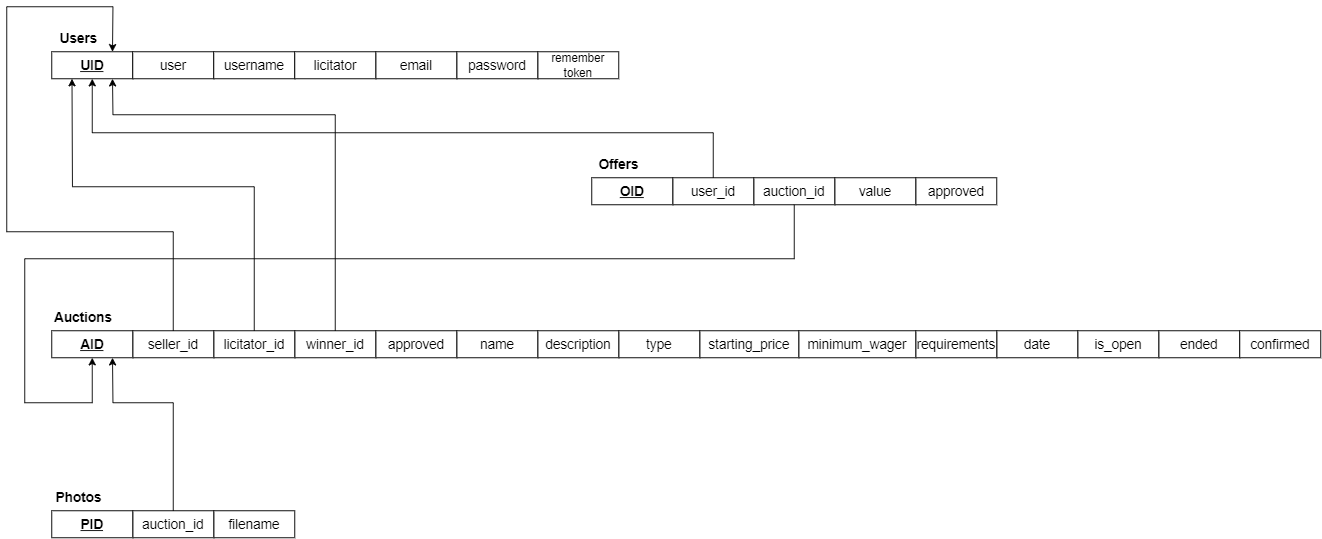 Users
UID user username licitator email password remember
token
Offers
OID user_id auction_id value approved
Auctions
AID seller_id licitator_id winner_id approved name description type starting_price minimum_wager requirements date is_open ended confirmed
Photos
PID auction_id filename